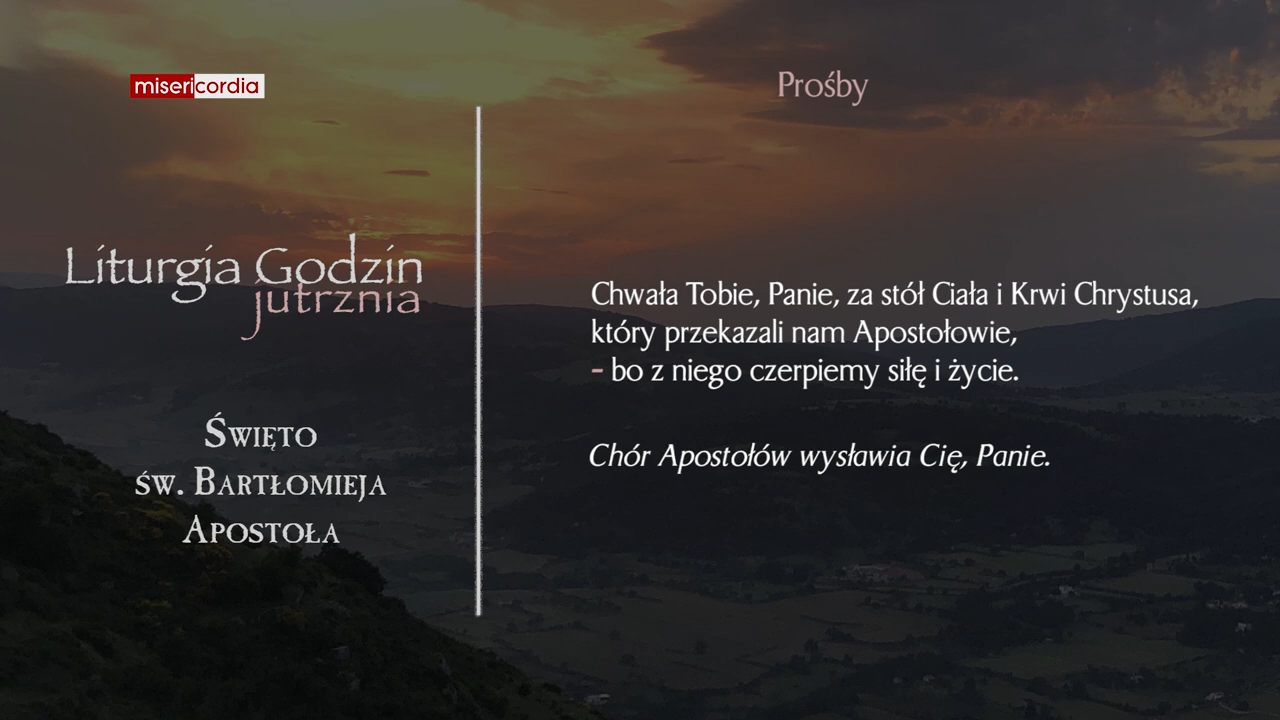 misericordia
Prośby
Liturgia Godzin
jutrznia
Święto
św. Bartłomieja
Apostoła
Chwała Tobie, Panie, za stół Ciała i Krwi Chrystusa,
który przekazali nam Apostołowie,
- bo z niego czerpiemy siłę i życie.
Chór Apostołów wysławia Cię, Panie.